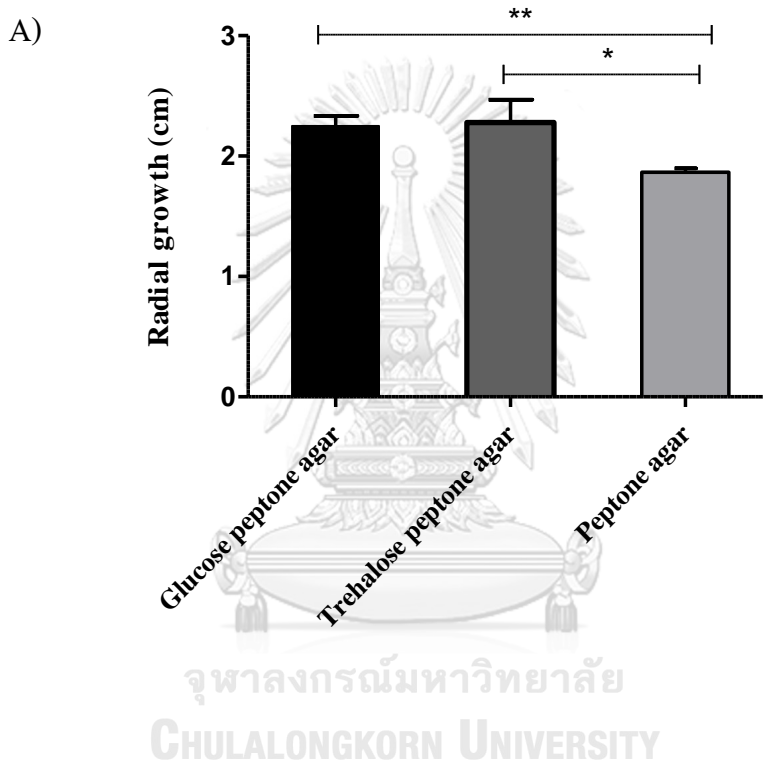 A)
**
*
3
2
1
0
Radial growth (cm)
Glucose peptone agar
Trehalose peptone agar
Peptone agar
จุฬาลงกรณ์มหาวิทยาลัย
CHULALONGKORN UNIVERSITY